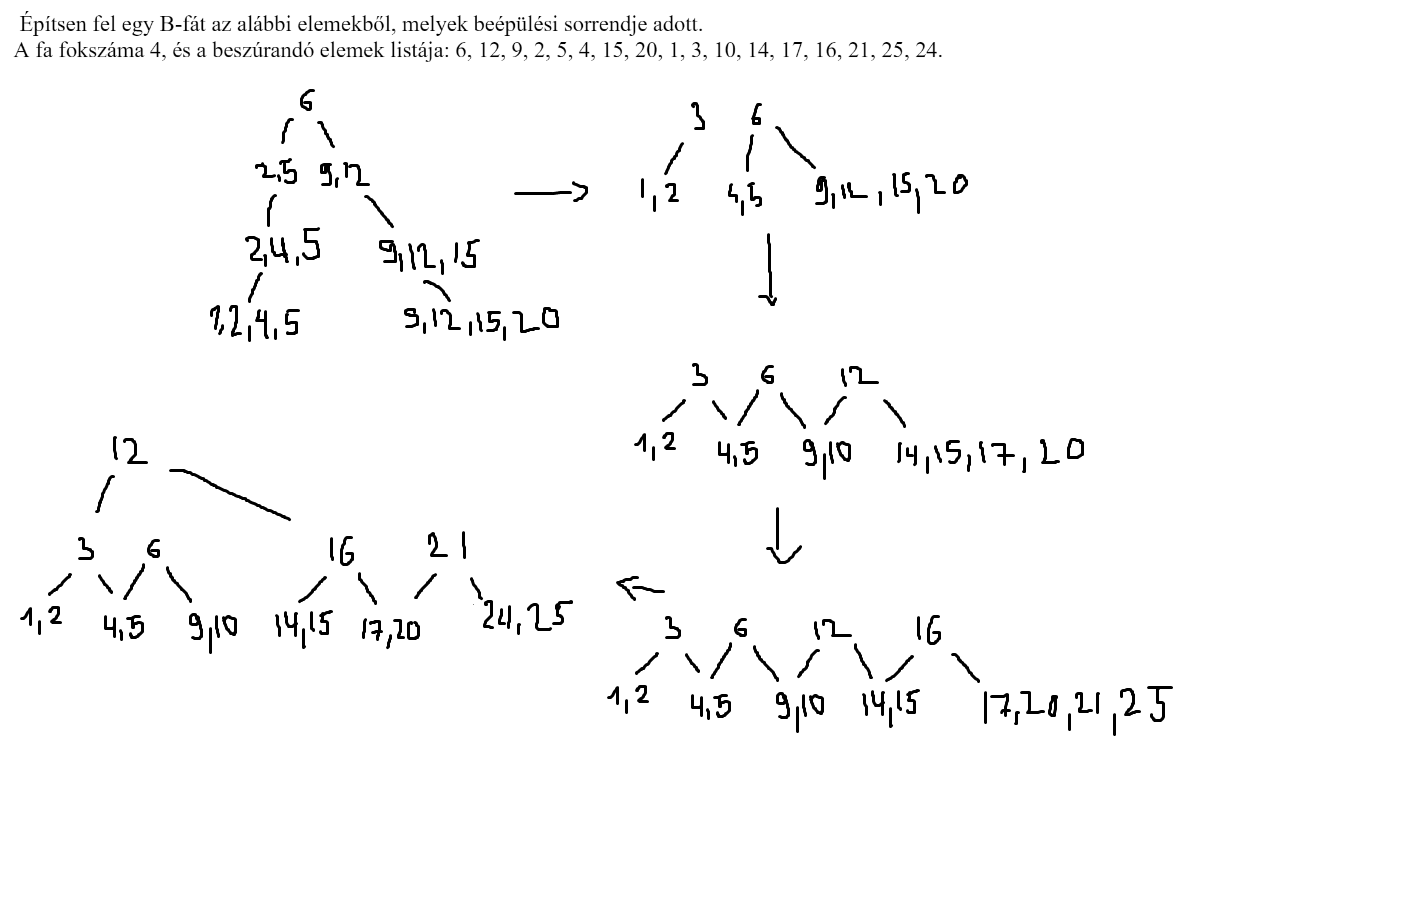 Építsen fel egy B-fát az alábbi elemekből, melyek beépülési sorrendje adott.
A fa fokszáma 4, és a beszúrandó elemek listája: 6, 12, 9, 2, 5, 4, 15, 20, 1, 3, 10, 14, 17, 16, 21, 25, 24.
6
2,5 9,12
2,4,5 9,12,15
1,2,4,5 9,12,15,20
3 6
1,2 4,5 9,12,15,20
3 6 12
1,2 4,5 9,10 14,15,17,20
3 6 12 16
1,2 4,5 9,10 14,15 17,20,21,25
12
3 6 16 21
1,2 4,5 9,10 14,15 17,20 24,25